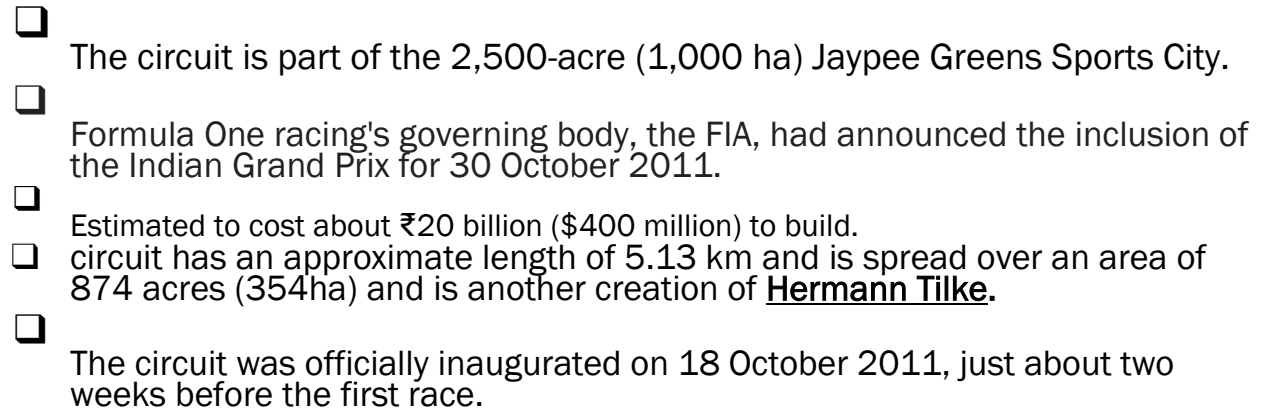 ❑
The circuit is part of the 2,500-acre (1,000 ha) Jaypee Greens Sports City.
❑
Formula One racing's governing body, the FIA, had announced the inclusion of
the Indian Grand Prix for 30 October 2011.
❑
Estimated to cost about ₹20 billion ($400 million) to build.
❑ circuit has an approximate length of 5.13 km and is spread over an area of
874 acres (354ha) and is another creation of Hermann Tilke.
❑
The circuit was officially inaugurated on 18 October 2011, just about two
weeks before the first race.